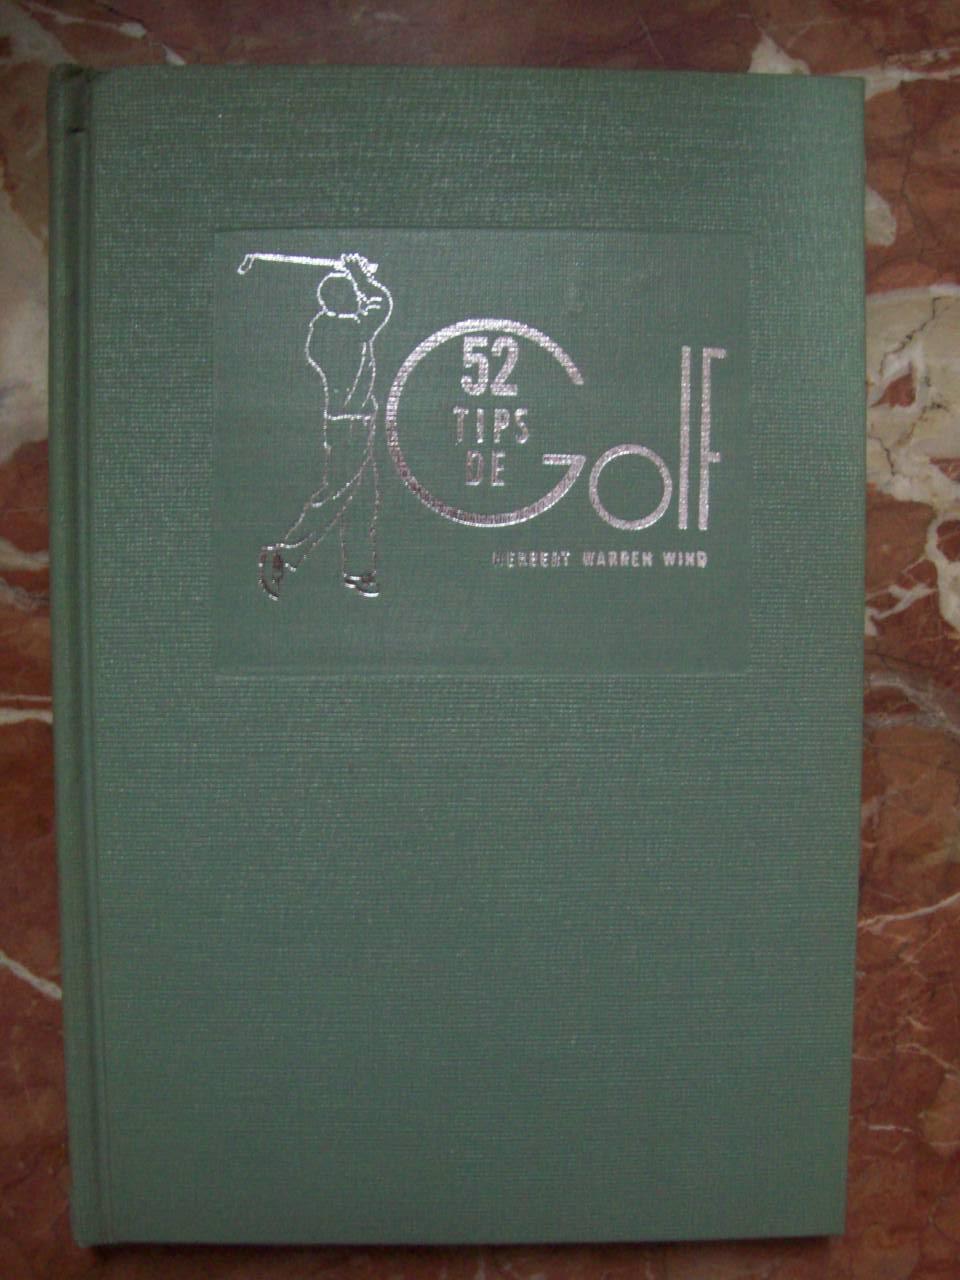 52
TIPS
DE
Golf
HERBERT WARREN WIND